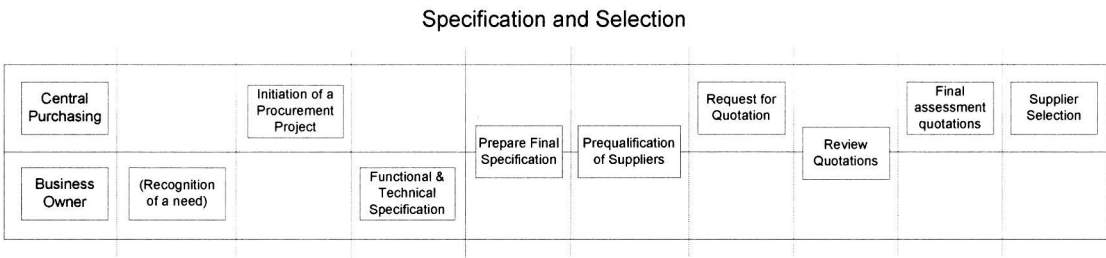 Specification and Selection
Central
Purchasing
Initiation of a
Procurement
Project
Request for
Quotation
Final
assessment
quotations
Supplier
Selection
Prepare Final
Specification
Prequalification
of Suppliers
Review
Quotations
Business
Owner
(Recognition
of a need)
Functional &
Technical
Specification